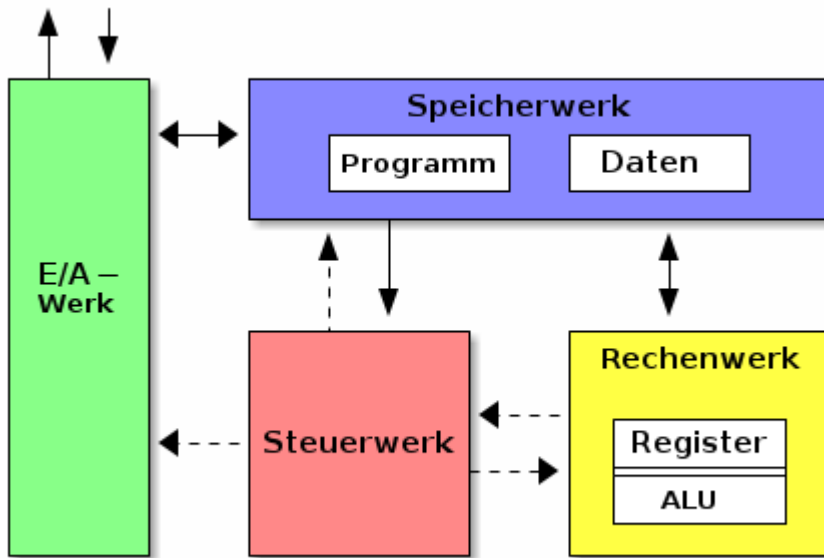 Speicherwerk
Programm
Daten
E/A –
Werk
Steuerwerk
Rechenwerk
Register
ALU